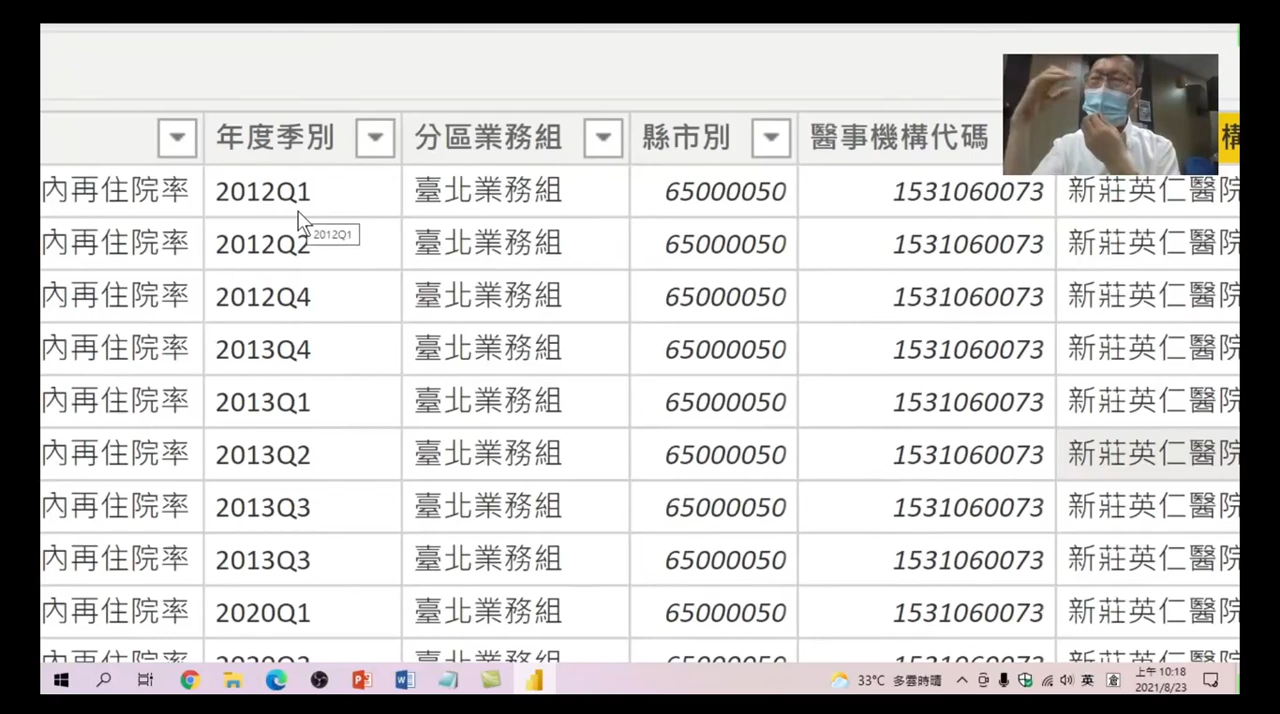 年度季別 分區業務組 縣市別 醫事機構代碼 構
內再住院率 2012Q1 臺北業務組 65000050 1531060073 新莊英仁醫院
2012Q1
內再住院率 2012Q2 臺北業務組 65000050 1531060073 新莊英仁醫院
內再住院率 2012Q4 臺北業務組 65000050 1531060073 新莊英仁醫院
內再住院率 2013Q4 臺北業務組 65000050 1531060073 新莊英仁醫院
內再住院率 2013Q1 臺北業務組 65000050 1531060073 新莊英仁醫院
內再住院率 2013Q2 臺北業務組 65000050 1531060073 新莊英仁醫院
內再住院率 2013Q3 臺北業務組 65000050 1531060073 新莊英仁醫院
內再住院率 2013Q3 臺北業務組 65000050 1531060073 新莊英仁醫院
內再住院率 2020Q1 臺北業務組 65000050 1531060073 新莊英仁醫院
33°C 多雲時晴 英 倉 上午 10:18
2021/8/23